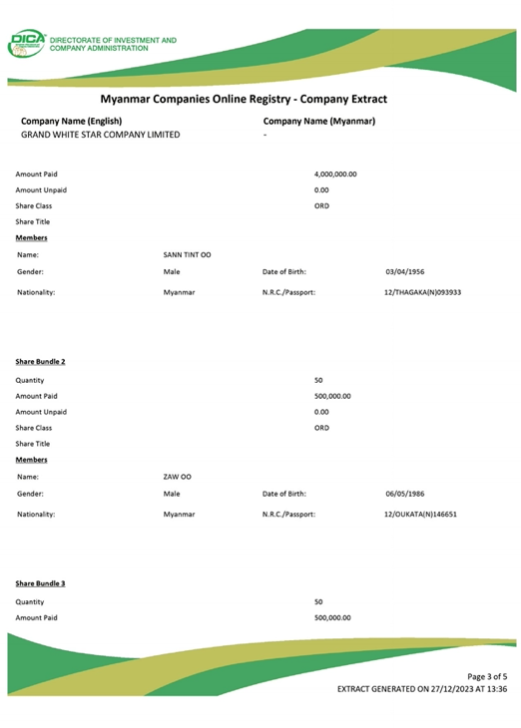 DICA DIRECTORATE OF INVESTMENT AND
COMPANY ADMINISTRATION
Myanmar Companies Online Registry - Company Extract
Company Name (English) Company Name (Myanmar)
GRAND WHITE STAR COMPANY LIMITED -
Amount Paid 4,000,000.00
Amount Unpaid 0.00
Share Class ORD
Share Title
Members
Name: SANN TINT OO
Gender: Male Date of Birth: 03/04/1956
Nationality: Myanmar N.R.C./Passport: 12/THAGAKA(N)093933
Share Bundle 2
Quantity 50
Amount Paid 500,000.00
Amount Unpaid 0.00
Share Class ORD
Share Title
Members
Name: ZAW OO
Gender: Male Date of Birth: 06/05/1986
Nationality: Myanmar N.R.C./Passport: 12/OUKATA(N)146651
Share Bundle 3
Quantity 50
Amount Paid 500,000.00
Page 3 of 5
EXTRACT GENERATED ON 27/12/2023 AT 13:36